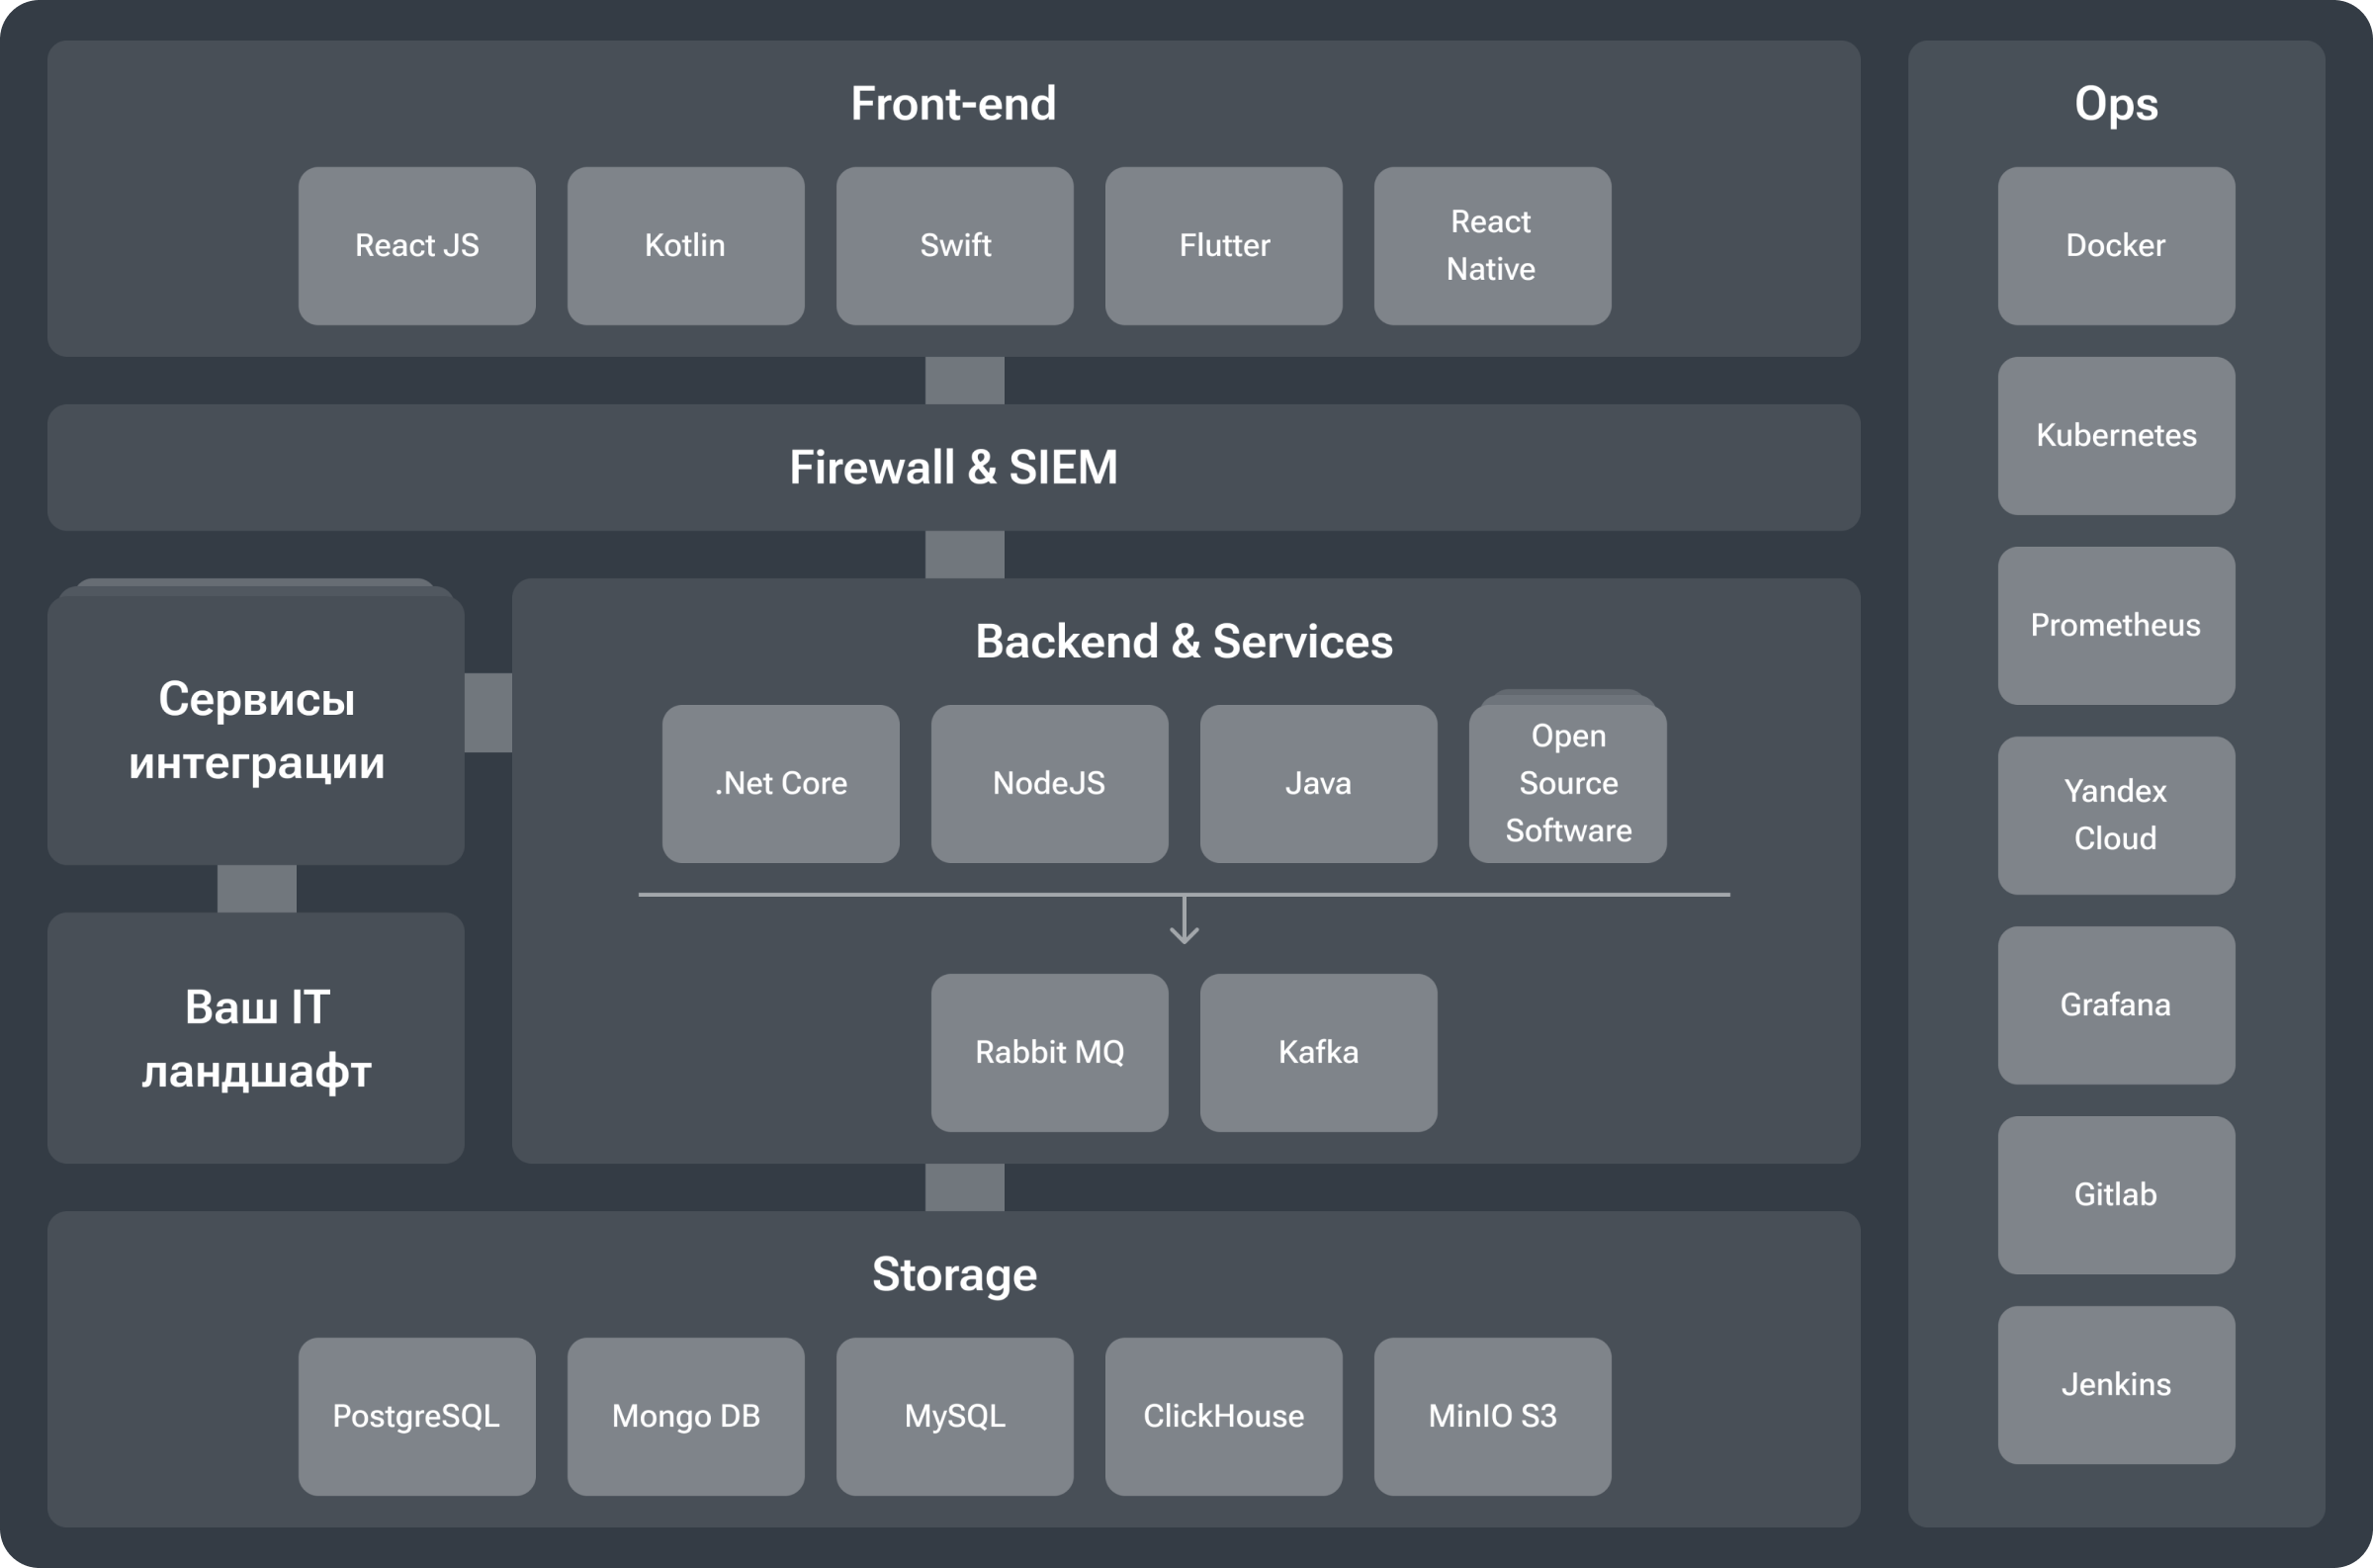 Front-end
React JS
Kotlin
Swift
Flutter
React
Native
Firewall & SIEM
Сервисы
интеграции
Ваш IT
ландшафт
Backend & Services
.Net Core
NodeJS
Java
Open
Source
Software
Rabbit MQ
Kafka
Storage
PostgreSQL
Mongo DB
MySQL
ClickHouse
MinIO S3
Ops
Docker
Kubernetes
Prometheus
Yandex
Cloud
Grafana
Gitlab
Jenkins